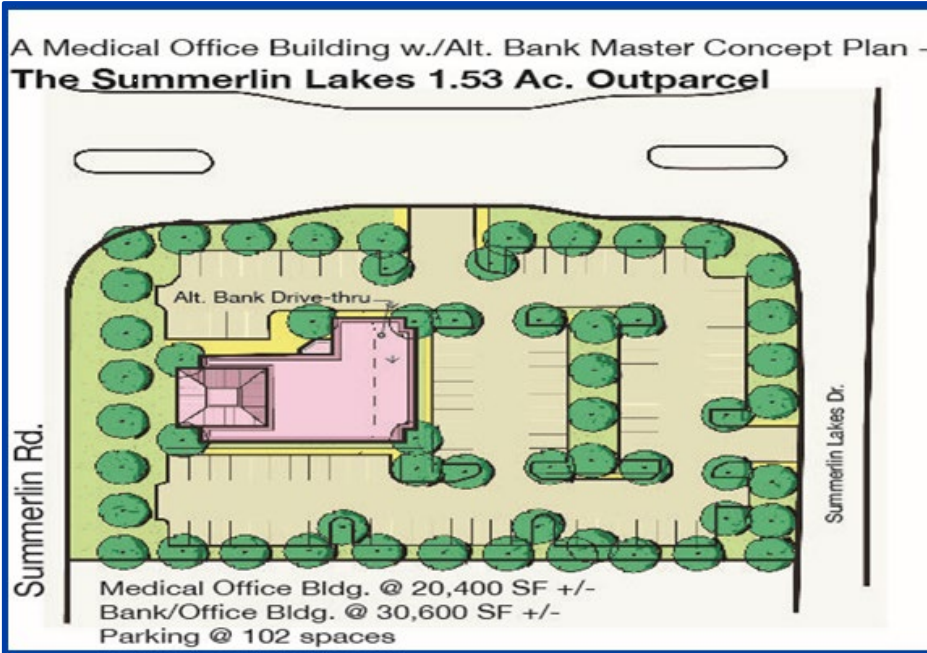 A Medical Office Building w./Alt. Bank Master Concept Plan -
The Summerlin Lakes 1.53 Ac. Outparcel
Alt. Bank Drive-thru
Summerlin Rd.
Summerlin Lakes Dr.
Medical Office Bldg. @ 20,400 SF +/-
Bank/Office Bldg. @ 30,600 SF +/-
Parking @ 102 spaces